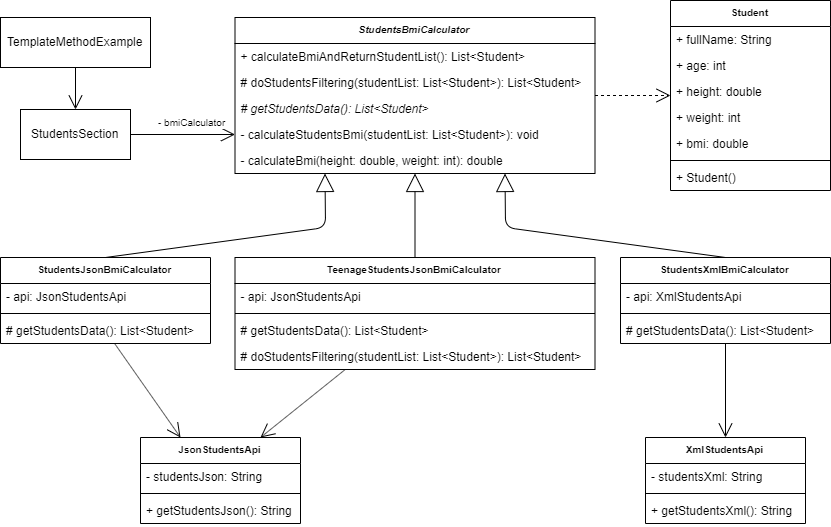 TemplateMethodExample
StudentsSection
- bmiCalculator
StudentsBmiCalculator
+ calculateBmiAndReturnStudentList(): List<Student>
# doStudentsFiltering(studentList: List<Student>): List<Student>
# getStudentsData(): List<Student>
- calculateStudentsBmi(studentList: List<Student>): void
- calculateBmi(height: double, weight: int): double
Student
+ fullName: String
+ age: int
+ height: double
+ weight: int
+ bmi: double
+ Student()
StudentsJsonBmiCalculator
- api: JsonStudentsApi
# getStudentsData(): List<Student>
TeenageStudentsJsonBmiCalculator
- api: JsonStudentsApi
# getStudentsData(): List<Student>
# doStudentsFiltering(studentList: List<Student>): List<Student>
StudentsXmlBmiCalculator
- api: XmlStudentsApi
# getStudentsData(): List<Student>
JsonStudentsApi
- studentsJson: String
+ getStudentsJson(): String
XmlStudentsApi
- studentsXml: String
+ getStudentsXml(): String